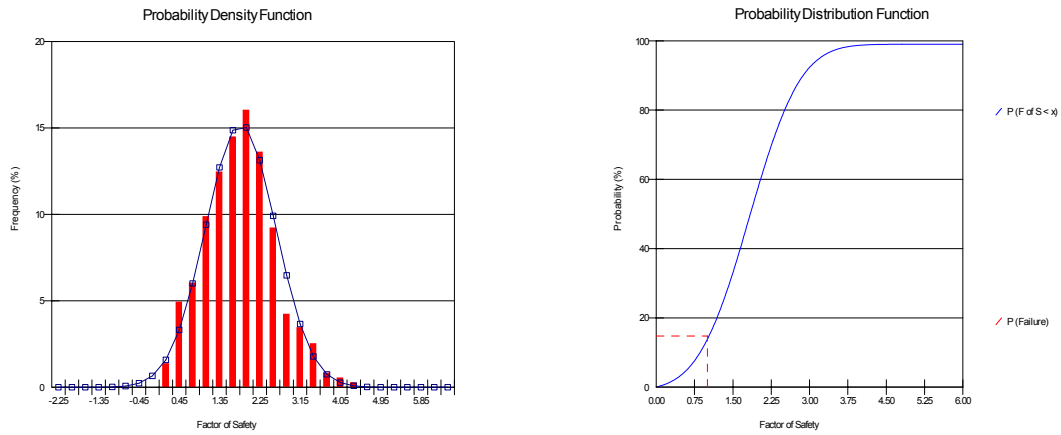 Probability Density Function
20
15
10
5
0
Frequency (%)
-2.25 -1.35 -0.45 0.45 1.35 2.25 3.15 4.05 4.95 5.85
Factor of Safety
Probability Distribution Function
100
80
60
40
20
0
Probability (%)
0.00 0.75 1.50 2.25 3.00 3.75 4.50 5.25 6.00
Factor of Safety
P (F of S < x)
P (Failure)